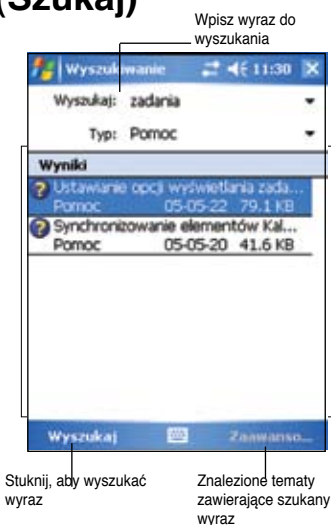 (Szukaj)
Wpisz wyraz do
wyszukania
Wyszukiwanie 11:30
Wyszukaj: zadania
Typ: Pomoc
Wyniki
Ustawianie opcji wyświetlania zada...
Pomoc 05-05-22 79.1 KB
Synchronizowanie elementów Kal...
Pomoc 05-05-20 41.6 KB
Wyszukaj Zaawanso...
Stuknij, aby wyszukać
wyraz
Znalezione tematy
zawierające szukany
wyraz